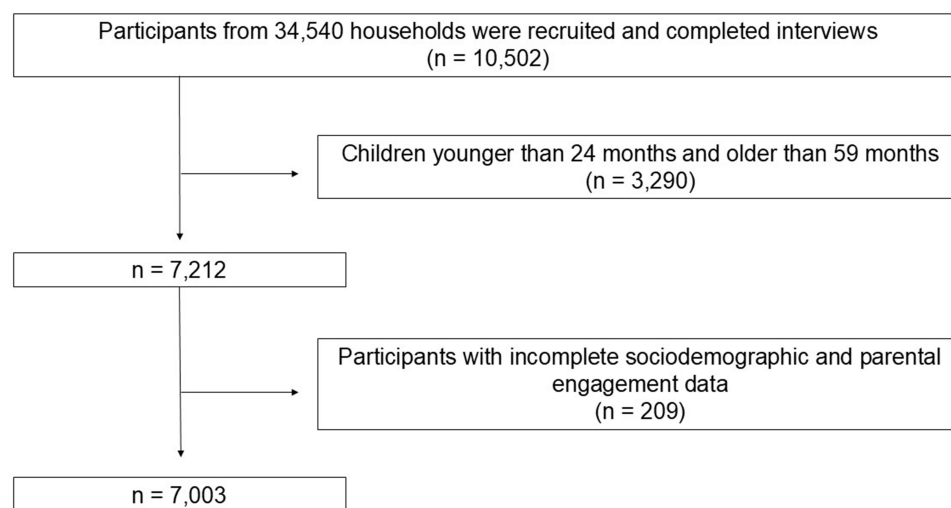 Participants from 34,540 households were recruited and completed interviews
(n = 10,502)
Children younger than 24 months and older than 59 months
(n = 3,290)
n = 7,212
Participants with incomplete sociodemographic and parental
engagement data
(n = 209)
n = 7,003